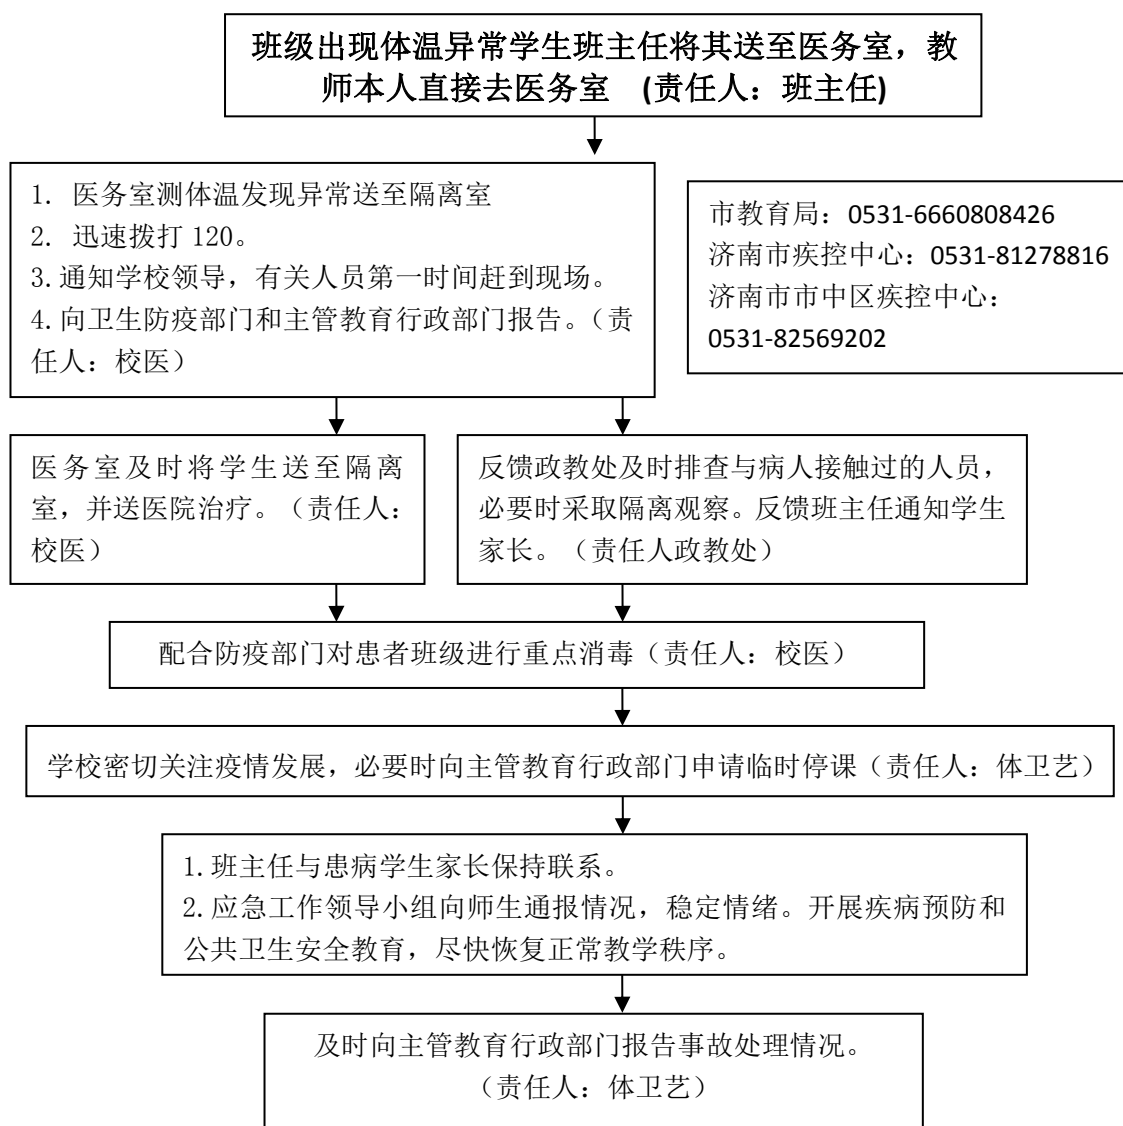 班级出现体温异常学生班主任将其送至医务室，教
师本人直接去医务室 (责任人：班主任)
1. 医务室测体温发现异常送至隔离室
2. 迅速拨打 120。
3.通知学校领导，有关人员第一时间赶到现场。
4.向卫生防疫部门和主管教育行政部门报告。（责
任人：校医）
市教育局：0531-6660808426
济南市疾控中心：0531-81278816
济南市市中区疾控中心：
0531-82569202
医务室及时将学生送至隔离
室，并送医院治疗。（责任人：
校医）
反馈政教处及时排查与病人接触过的人员，
必要时采取隔离观察。反馈班主任通知学生
家长。（责任人政教处）
配合防疫部门对患者班级进行重点消毒（责任人：校医）
学校密切关注疫情发展，必要时向主管教育行政部门申请临时停课（责任人：体卫艺）
1.班主任与患病学生家长保持联系。
2.应急工作领导小组向师生通报情况，稳定情绪。开展疾病预防和
公共卫生安全教育，尽快恢复正常教学秩序。
及时向主管教育行政部门报告事故处理情况。
（责任人：体卫艺）